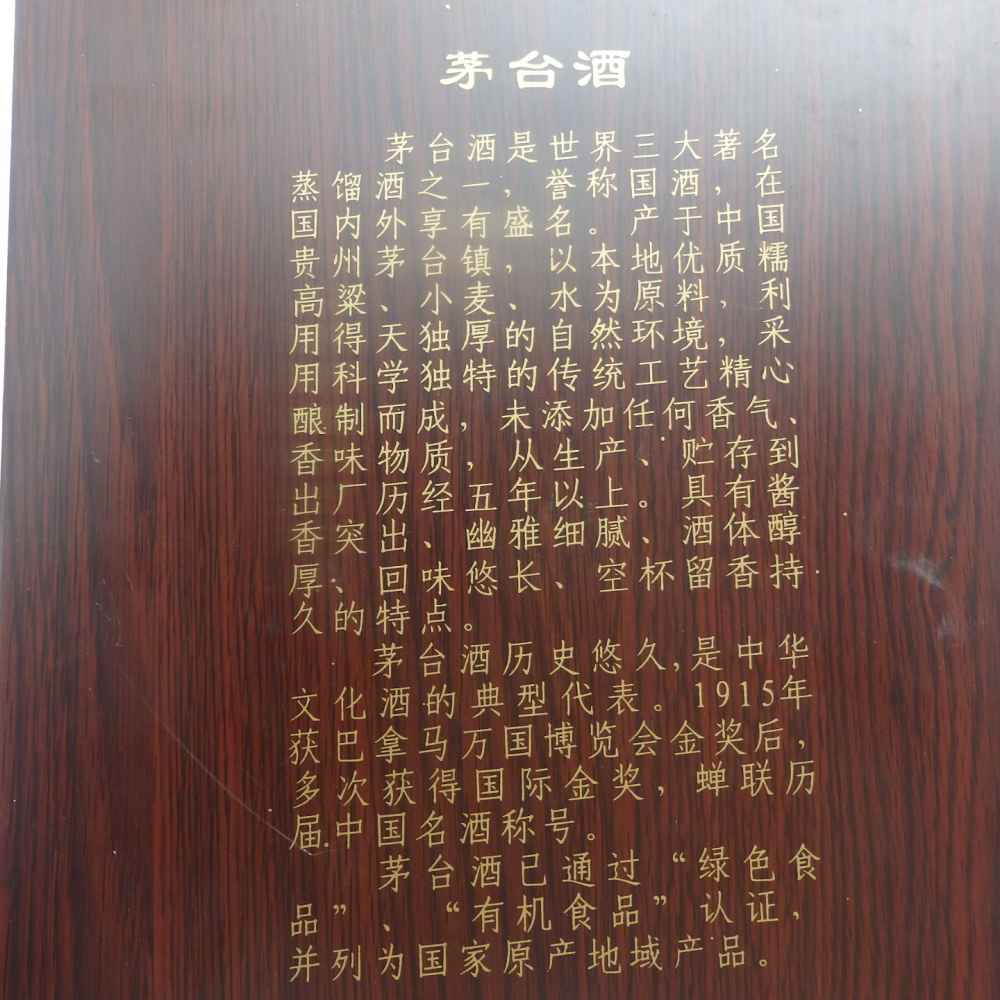 茅台酒
茅台酒是世界三大著名
蒸馏酒之一，誉称国酒，在
国内外享有盛名。产于中国
贵州茅台镇，以本地优质糯
高粱、小麦、水为原料，利
用得天独厚的自然环境，采
用科学独特的传统工艺精心
酿制而成，未添加任何香气、
香味物质，从生产、贮存到
出厂历经五年以上。具有酱
香突出、幽雅细腻、酒体醇
厚、回味悠长、空杯留香持
久的特点。
茅台酒历史悠久,是中华
文化酒的典型代表。1915年
获巴拿马万国博览会金奖后，
多次获得国际金奖，蝉联历
届中国名酒称号。
茅台酒已通过“绿色食
品”、“有机食品”认证，
并列为国家原产地域产品。